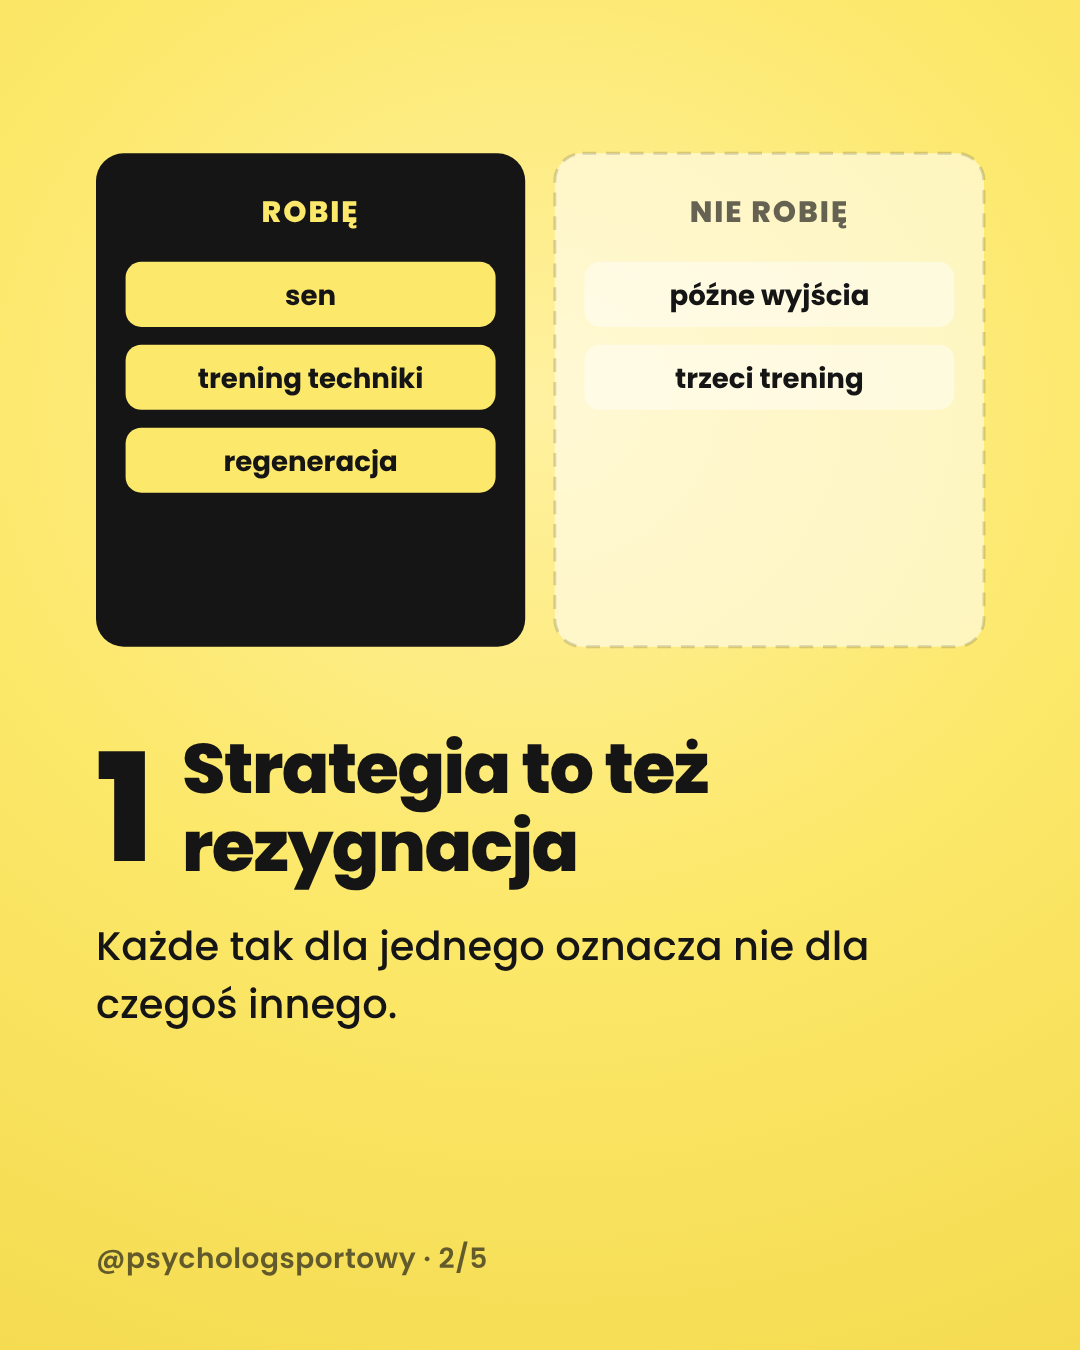 ROBIĘ
sen
trening techniki
regeneracja
NIE ROBIĘ
późne wyjścia
trzeci trening
1 Strategia to też
rezygnacja
Każde tak dla jednego oznacza nie dla
czegoś innego.
@psychologsportowy · 2/5